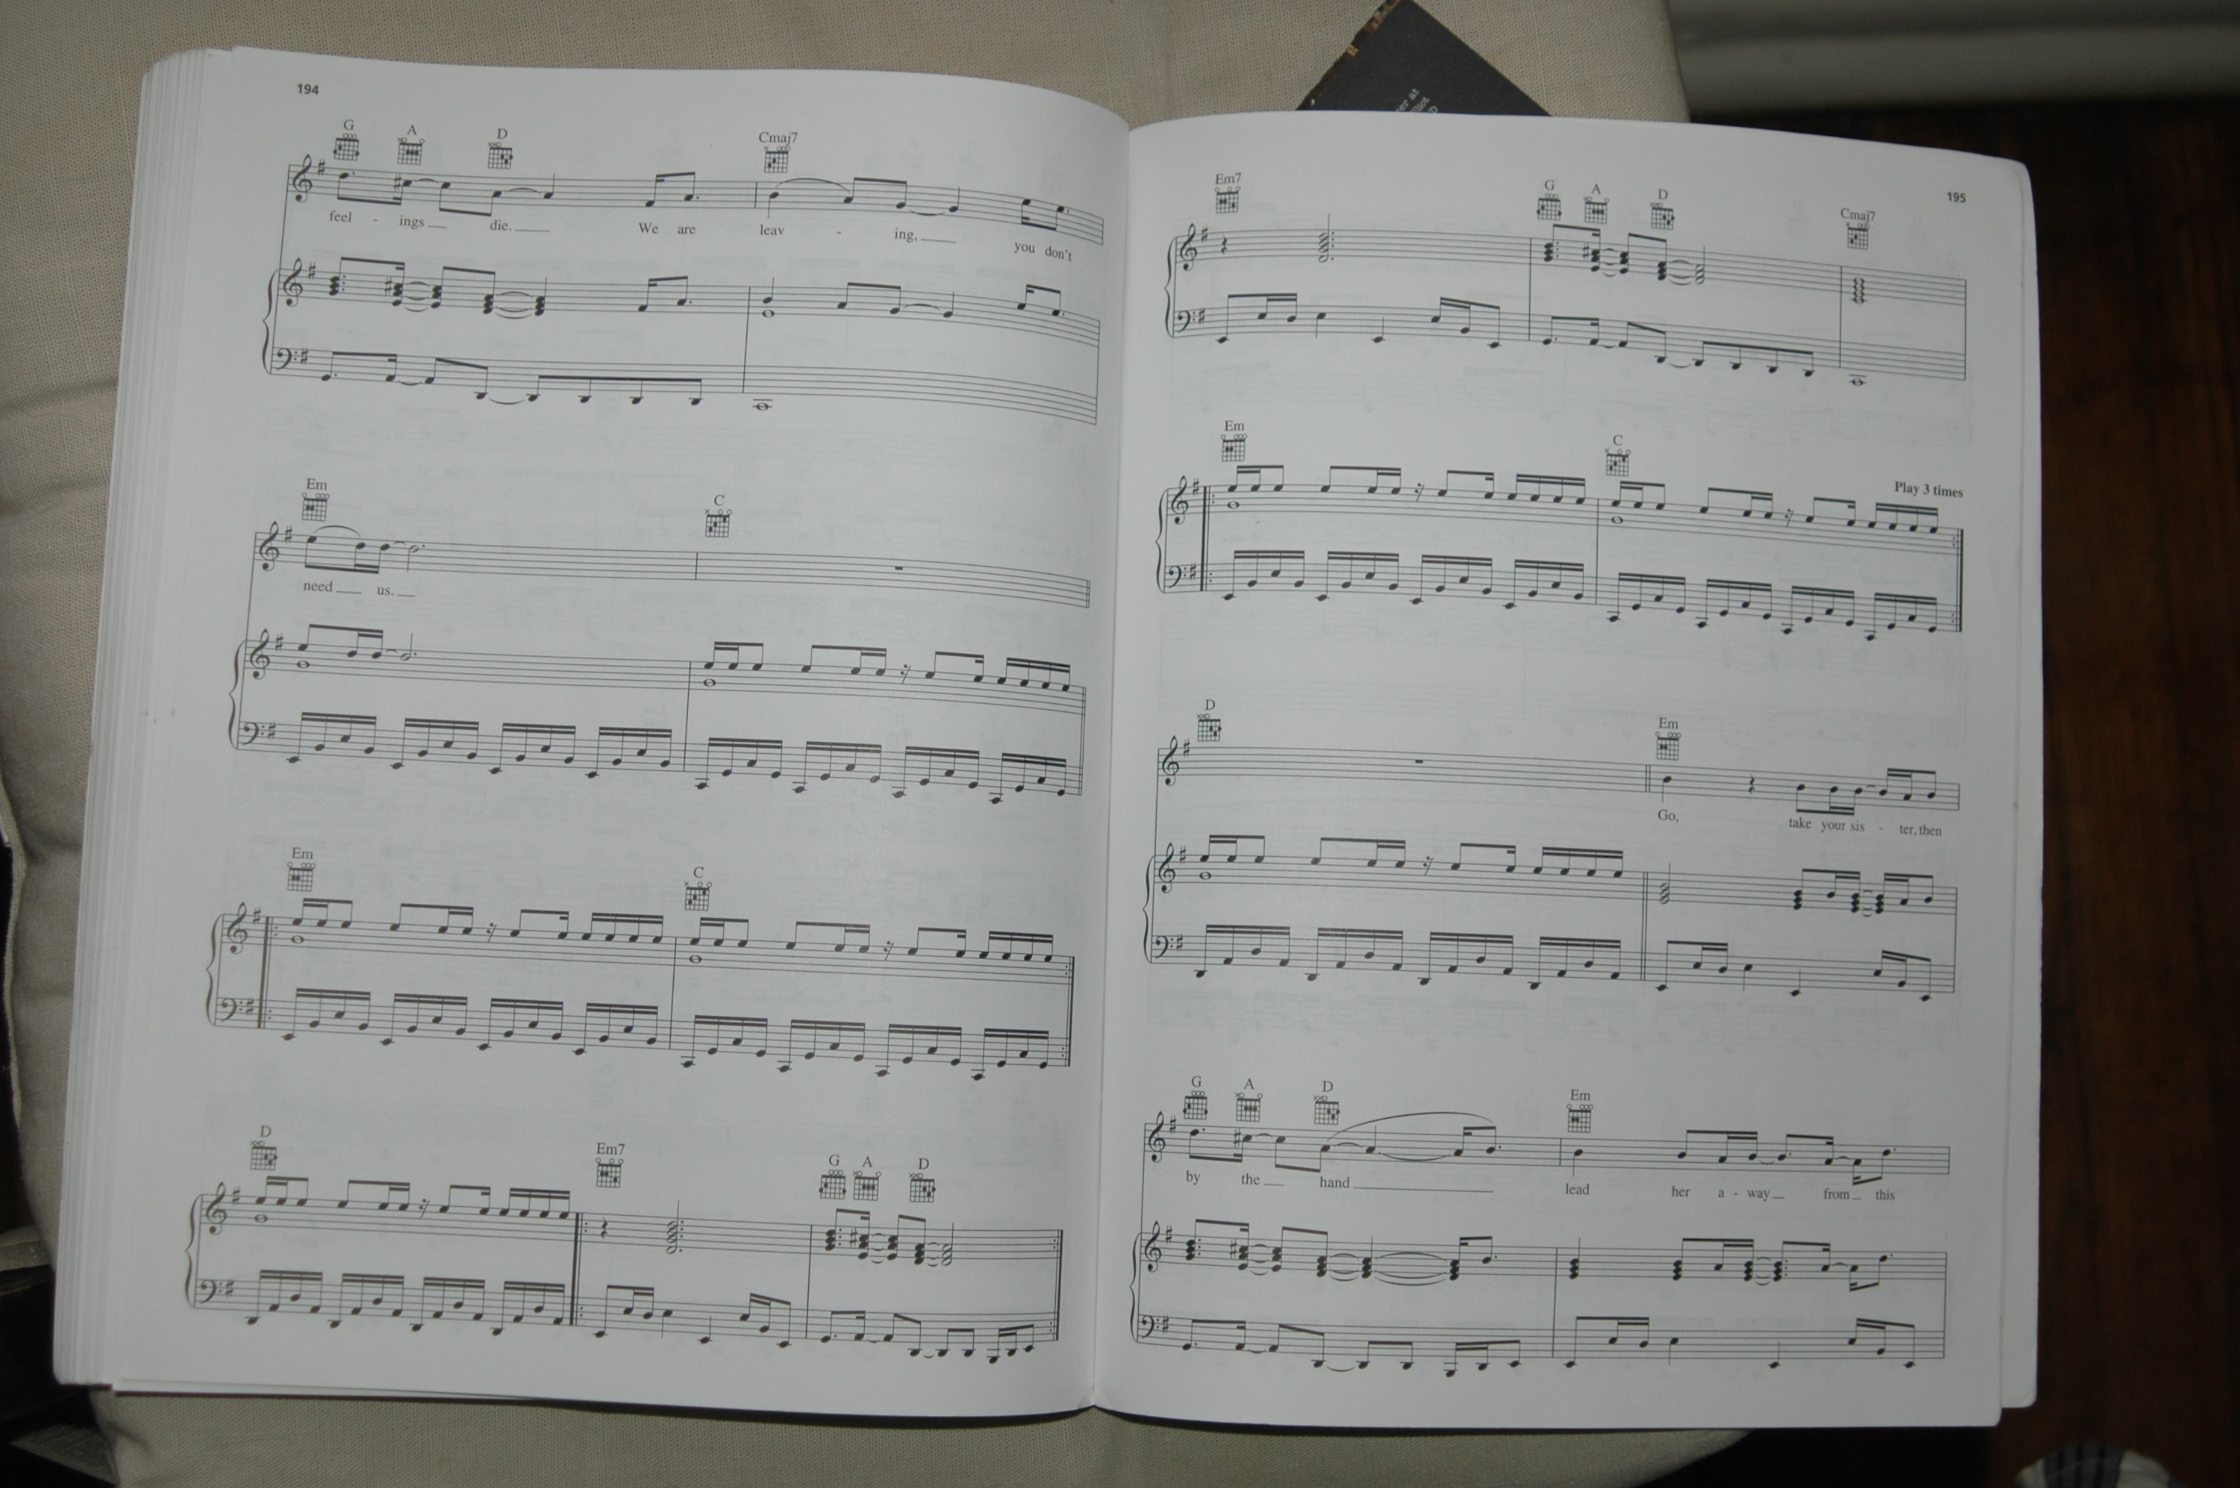 194
G A D Cmaj7
feel - ings die. We are leav - ing, you don't
Em C
need us.
Em C
D Em7 G A D
195
Em7 G A D Cmaj7
Em C
Play 3 times
D Em
Go, take your sis - ter, then
G A D Em
by the hand lead her a - way from this